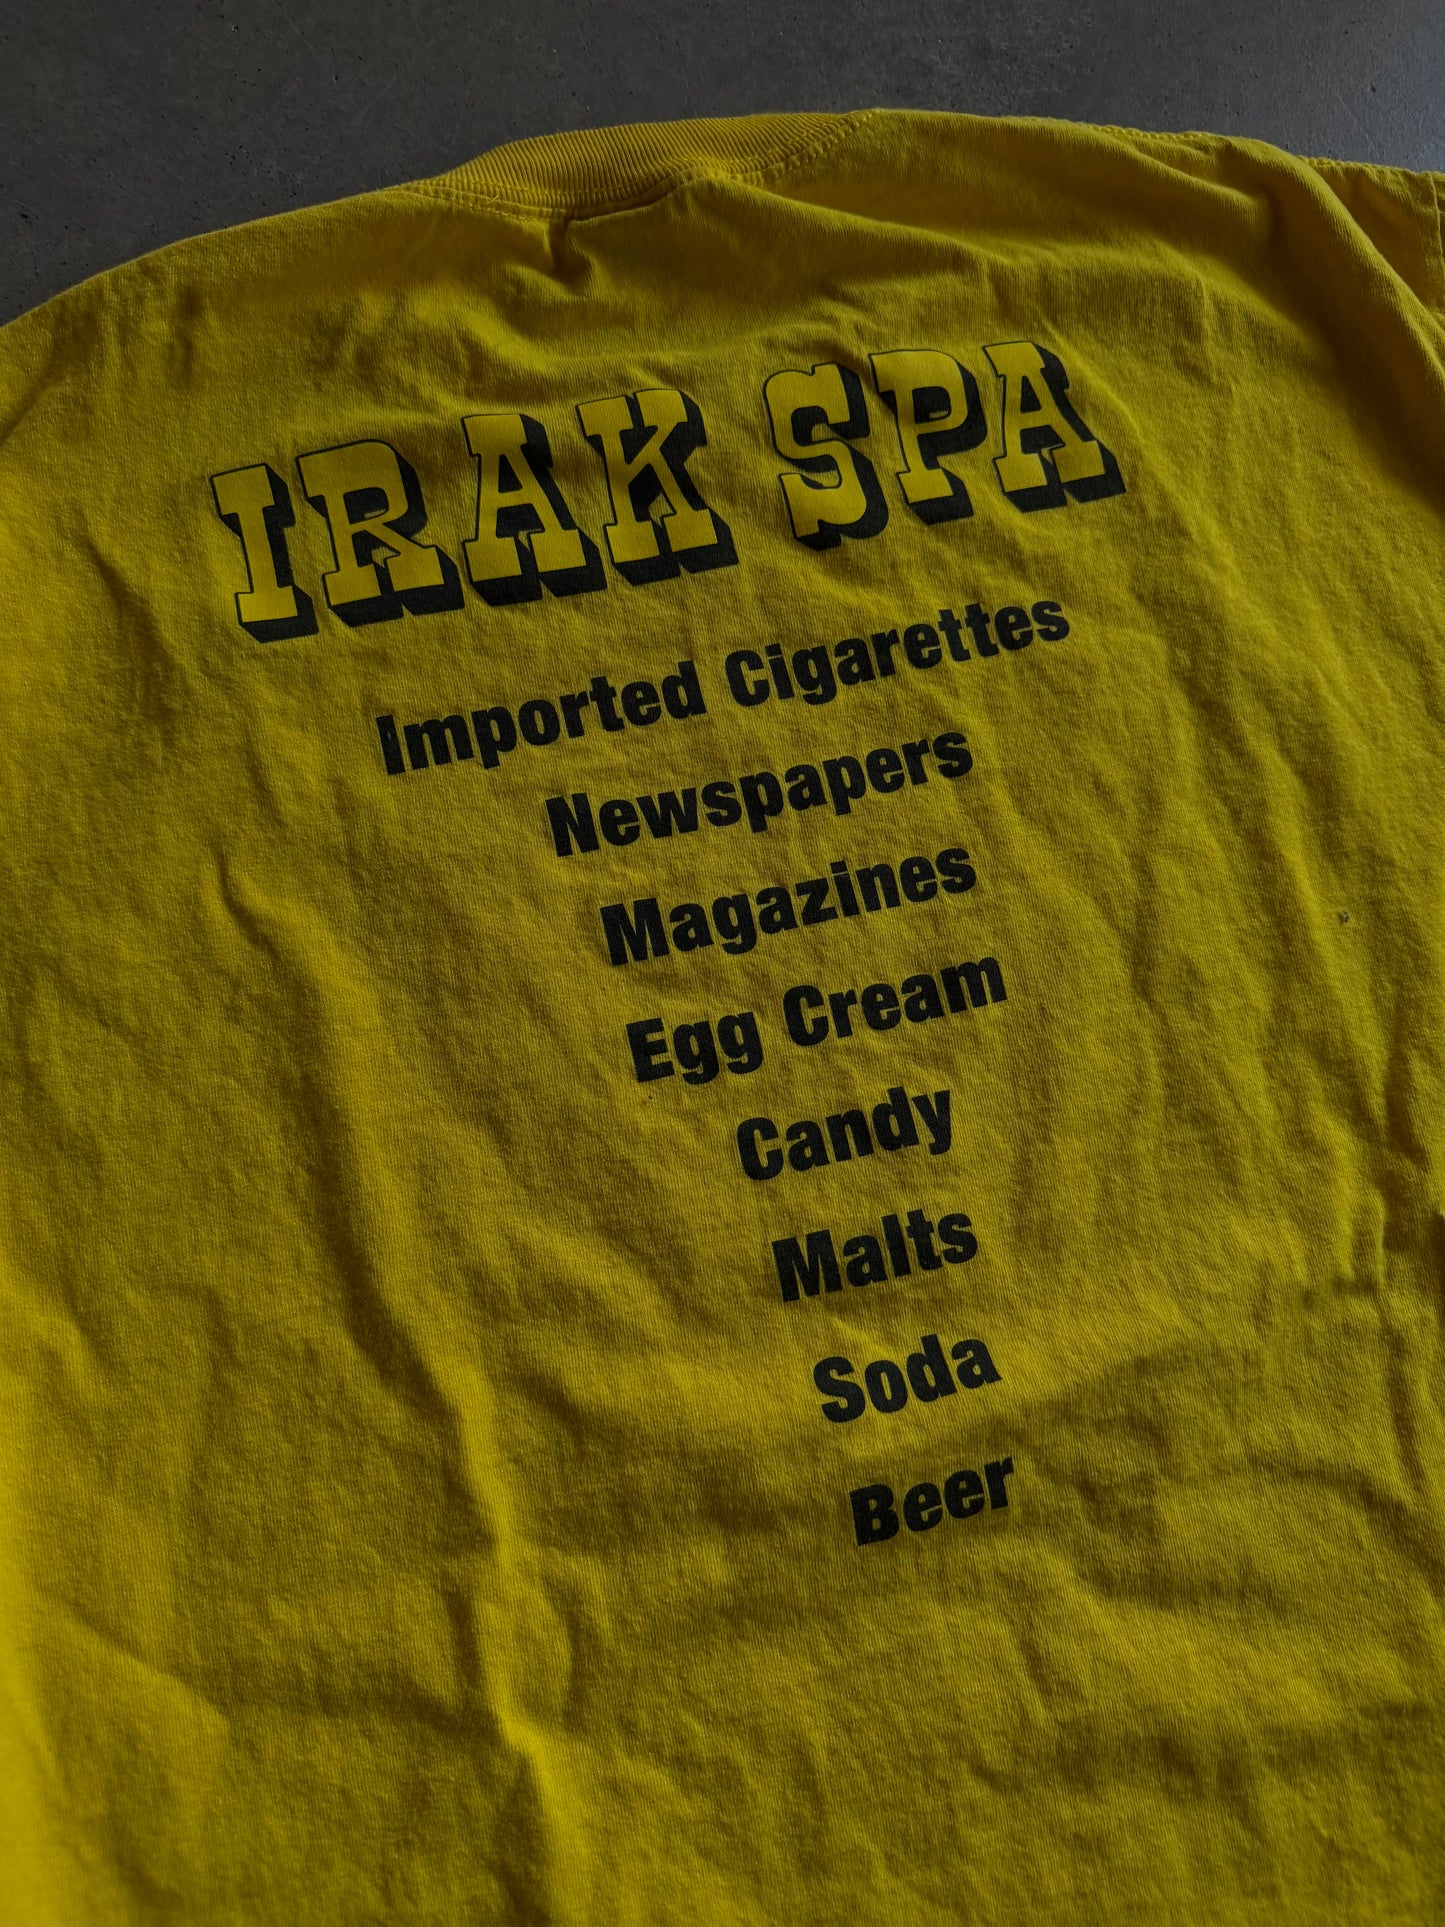 IRAK SPA
Imported Cigarettes
Newspapers
Magazines
Egg Cream
Candy
Malts
Soda
Beer